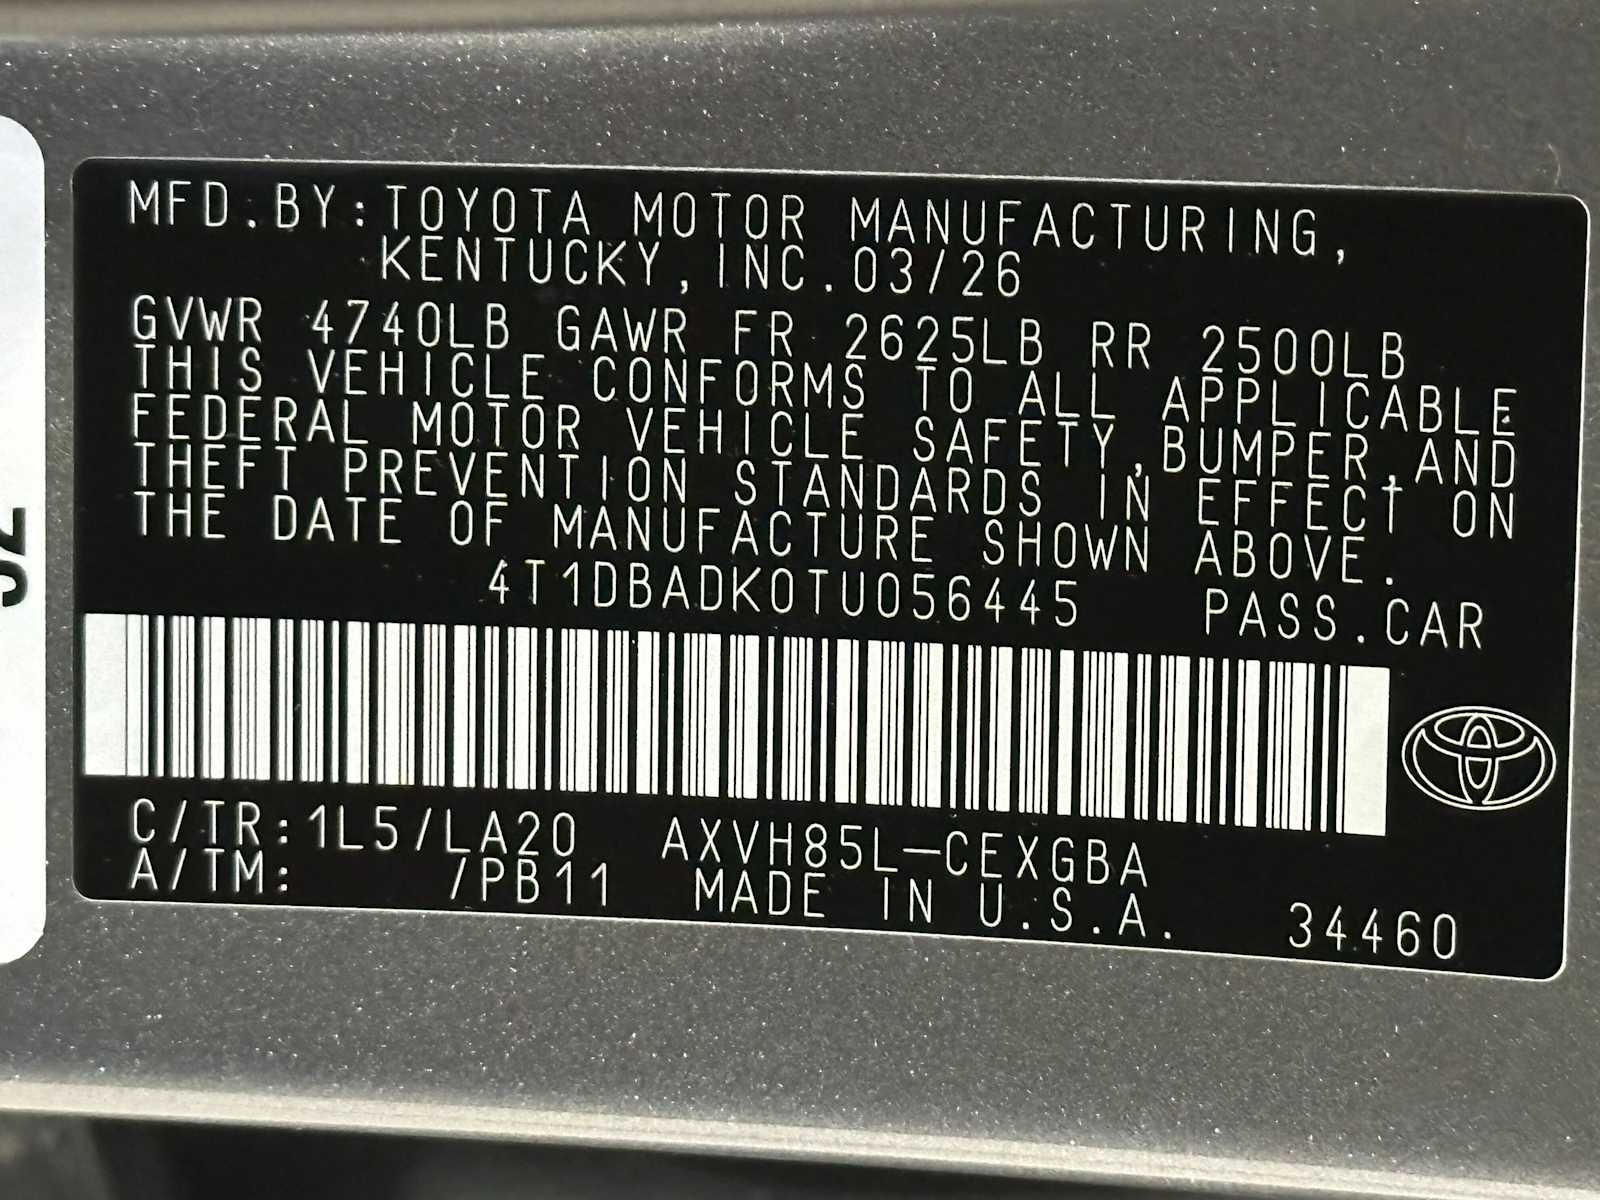 MFD.BY:TOYOTA MOTOR MANUFACTURING,
KENTUCKY,INC.03/26
GVWR 4740LB GAWR FR 2625LB RR 2500LB
THIS VEHICLE CONFORMS TO ALL APPLICABLE
FEDERAL MOTOR VEHICLE SAFETY,BUMPER,AND
THEFT PREVENTION STANDARDS IN EFFECT ON
THE DATE OF MANUFACTURE SHOWN ABOVE.
4T1DBADK0TU056445 PASS.CAR
C/TR:1L5/LA20 AXVH85L-CEXGBA
A/TM: /PB11 MADE IN U.S.A. 34460